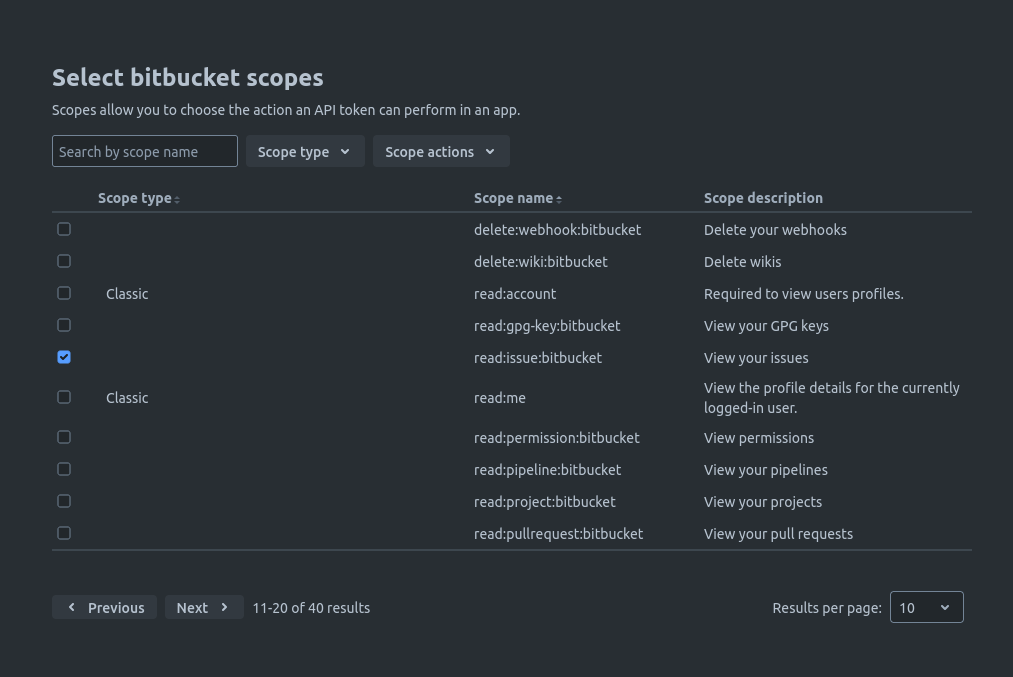 Select bitbucket scopes
Scopes allow you to choose the action an API token can perform in an app.
Search by scope name Scope type Scope actions
Scope type Scope name Scope description
delete:webhook:bitbucket Delete your webhooks
delete:wiki:bitbucket Delete wikis
Classic read:account Required to view users profiles.
read:gpg-key:bitbucket View your GPG keys
read:issue:bitbucket View your issues
Classic read:me View the profile details for the currently
logged-in user.
read:permission:bitbucket View permissions
read:pipeline:bitbucket View your pipelines
read:project:bitbucket View your projects
read:pullrequest:bitbucket View your pull requests
Previous Next 11-20 of 40 results Results per page: 10